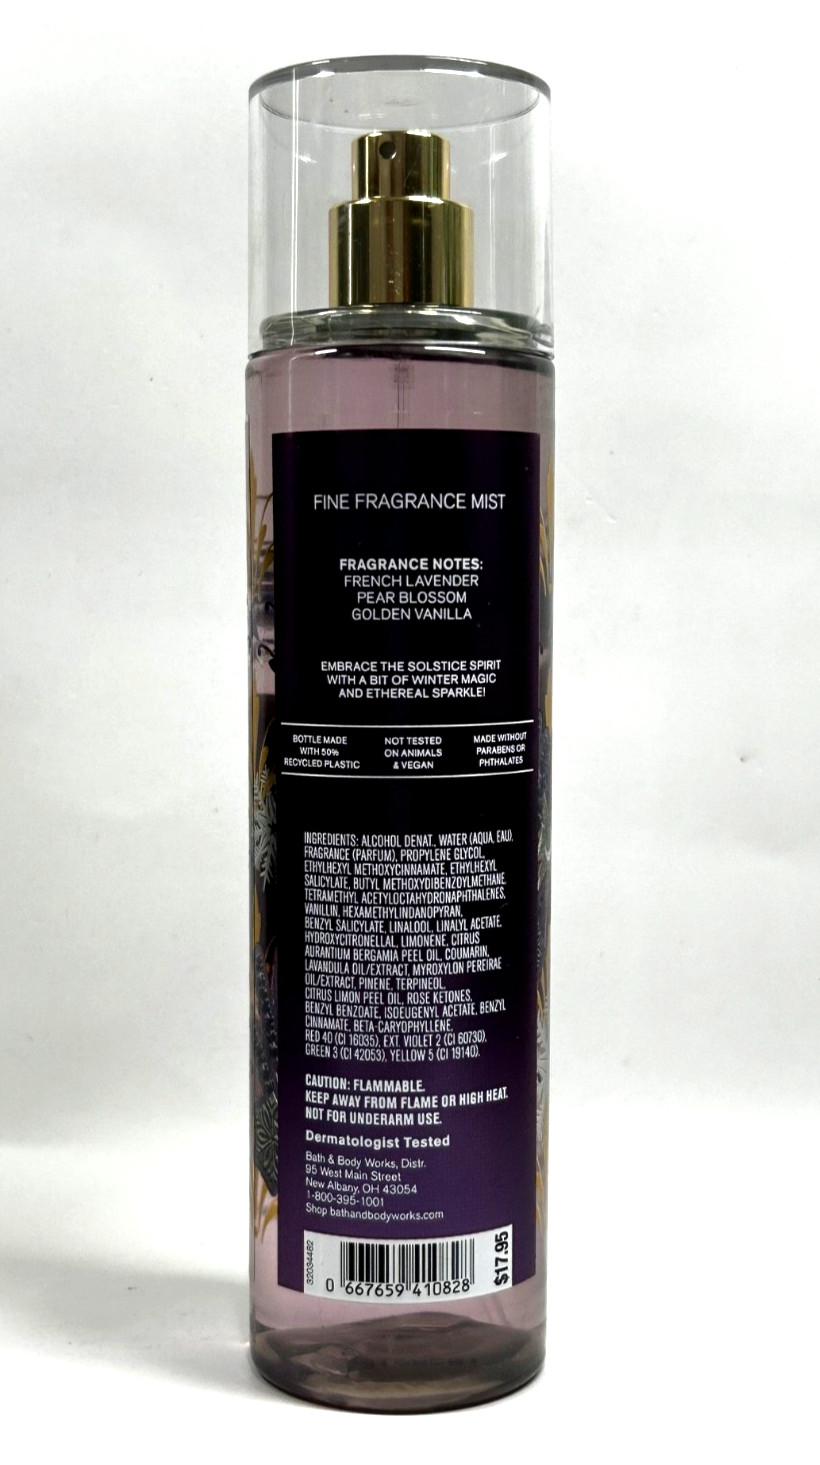 FINE FRAGRANCE MIST
FRAGRANCE NOTES:
FRENCH LAVENDER
PEAR BLOSSOM
GOLDEN VANILLA
EMBRACE THE SOLSTICE SPIRIT
WITH A BIT OF WINTER MAGIC
AND ETHEREAL SPARKLE!
BOTTLE MADE
WITH 50%
RECYCLED PLASTIC
NOT TESTED
ON ANIMALS
& VEGAN
MADE WITHOUT
PARABENS OR
PHTHALATES
INGREDIENTS: ALCOHOL DENAT., WATER (AQUA, EAU),
FRAGRANCE (PARFUM), PROPYLENE GLYCOL,
ETHYLHEXYL METHOXYCINNAMATE, ETHYLHEXYL
SALICYLATE, BUTYL METHOXYDIBENZOYLMETHANE,
TETRAMETHYL ACETYLOCTAHYDRONAPHTHALENES,
VANILLIN, HEXAMETHYLINDANOPYRAN,
BENZYL SALICYLATE, LINALOOL, LINALYL ACETATE,
HYDROXYCITRONELLAL, LIMONENE, CITRUS
AURANTIUM BERGAMIA PEEL OIL, COUMARIN,
LAVANDULA OIL/EXTRACT, MYROXYLON PEREIRAE
OIL/EXTRACT, PINENE, TERPINEOL,
CITRUS LIMON PEEL OIL, ROSE KETONES,
BENZYL BENZOATE, ISOEUGENYL ACETATE, BENZYL
CINNAMATE, BETA-CARYOPHYLLENE,
RED 40 (CI 16035), EXT. VIOLET 2 (CI 60730),
GREEN 3 (CI 42053), YELLOW 5 (CI 19140).
CAUTION: FLAMMABLE.
KEEP AWAY FROM FLAME OR HIGH HEAT.
NOT FOR UNDERARM USE.
Dermatologist Tested
Bath & Body Works, Distr.
95 West Main Street
New Albany, OH 43054
1-800-395-1001
Shop bathandbodyworks.com
32034482
0 667659 410828
$17.95